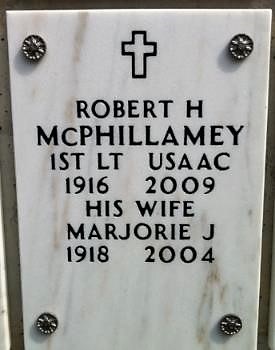 ROBERT H
MCPHILLAMEY
1ST LT USAAC
1916 2009
HIS WIFE
MARJORIE J
1918 2004